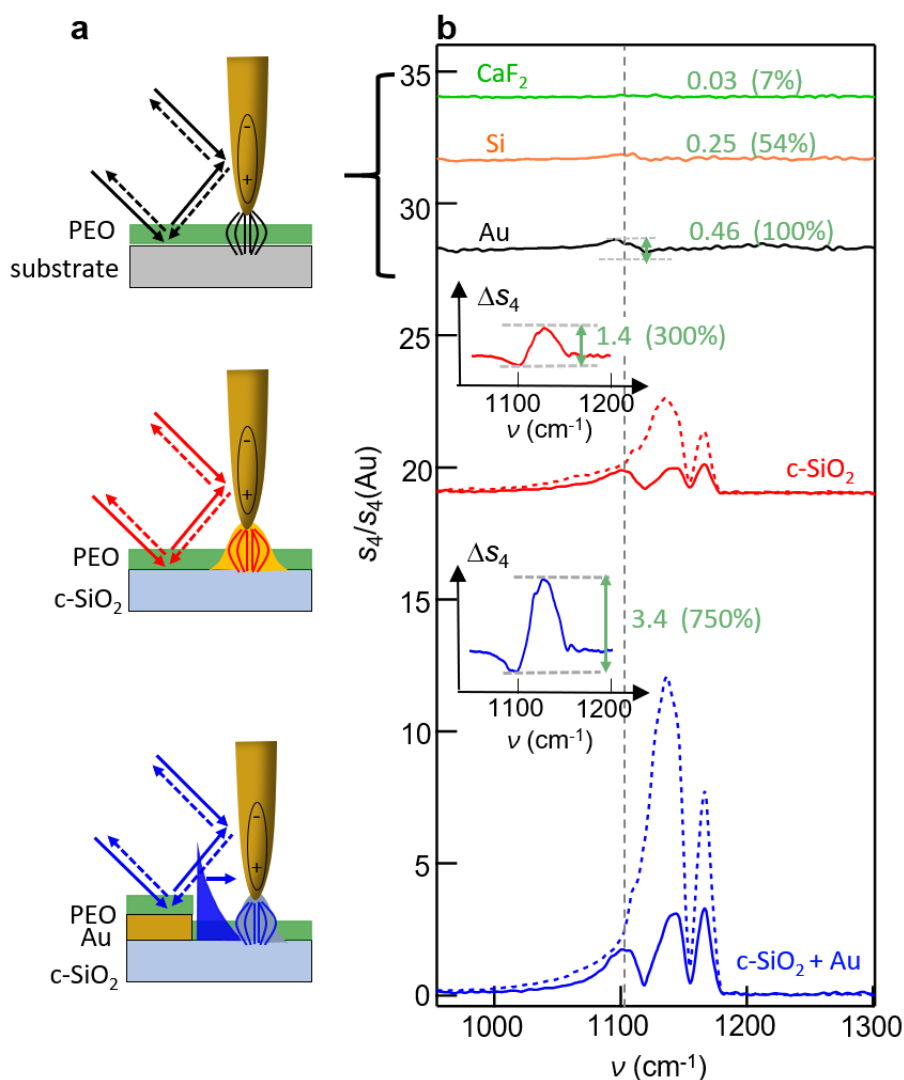 a
-
+
PEO
substrate
-
+
PEO
c-SiO₂
-
+
PEO
Au
c-SiO₂
b
s₄/s₄(Au)
35
30
25
20
15
10
5
0
CaF₂
0.03 (7%)
Si
0.25 (54%)
Au
0.46 (100%)
Δs₄
1.4 (300%)
1100 1200
ν (cm⁻¹)
c-SiO₂
Δs₄
3.4 (750%)
1100 1200
ν (cm⁻¹)
c-SiO₂ + Au
1000 1100 1200 1300
ν (cm⁻¹)